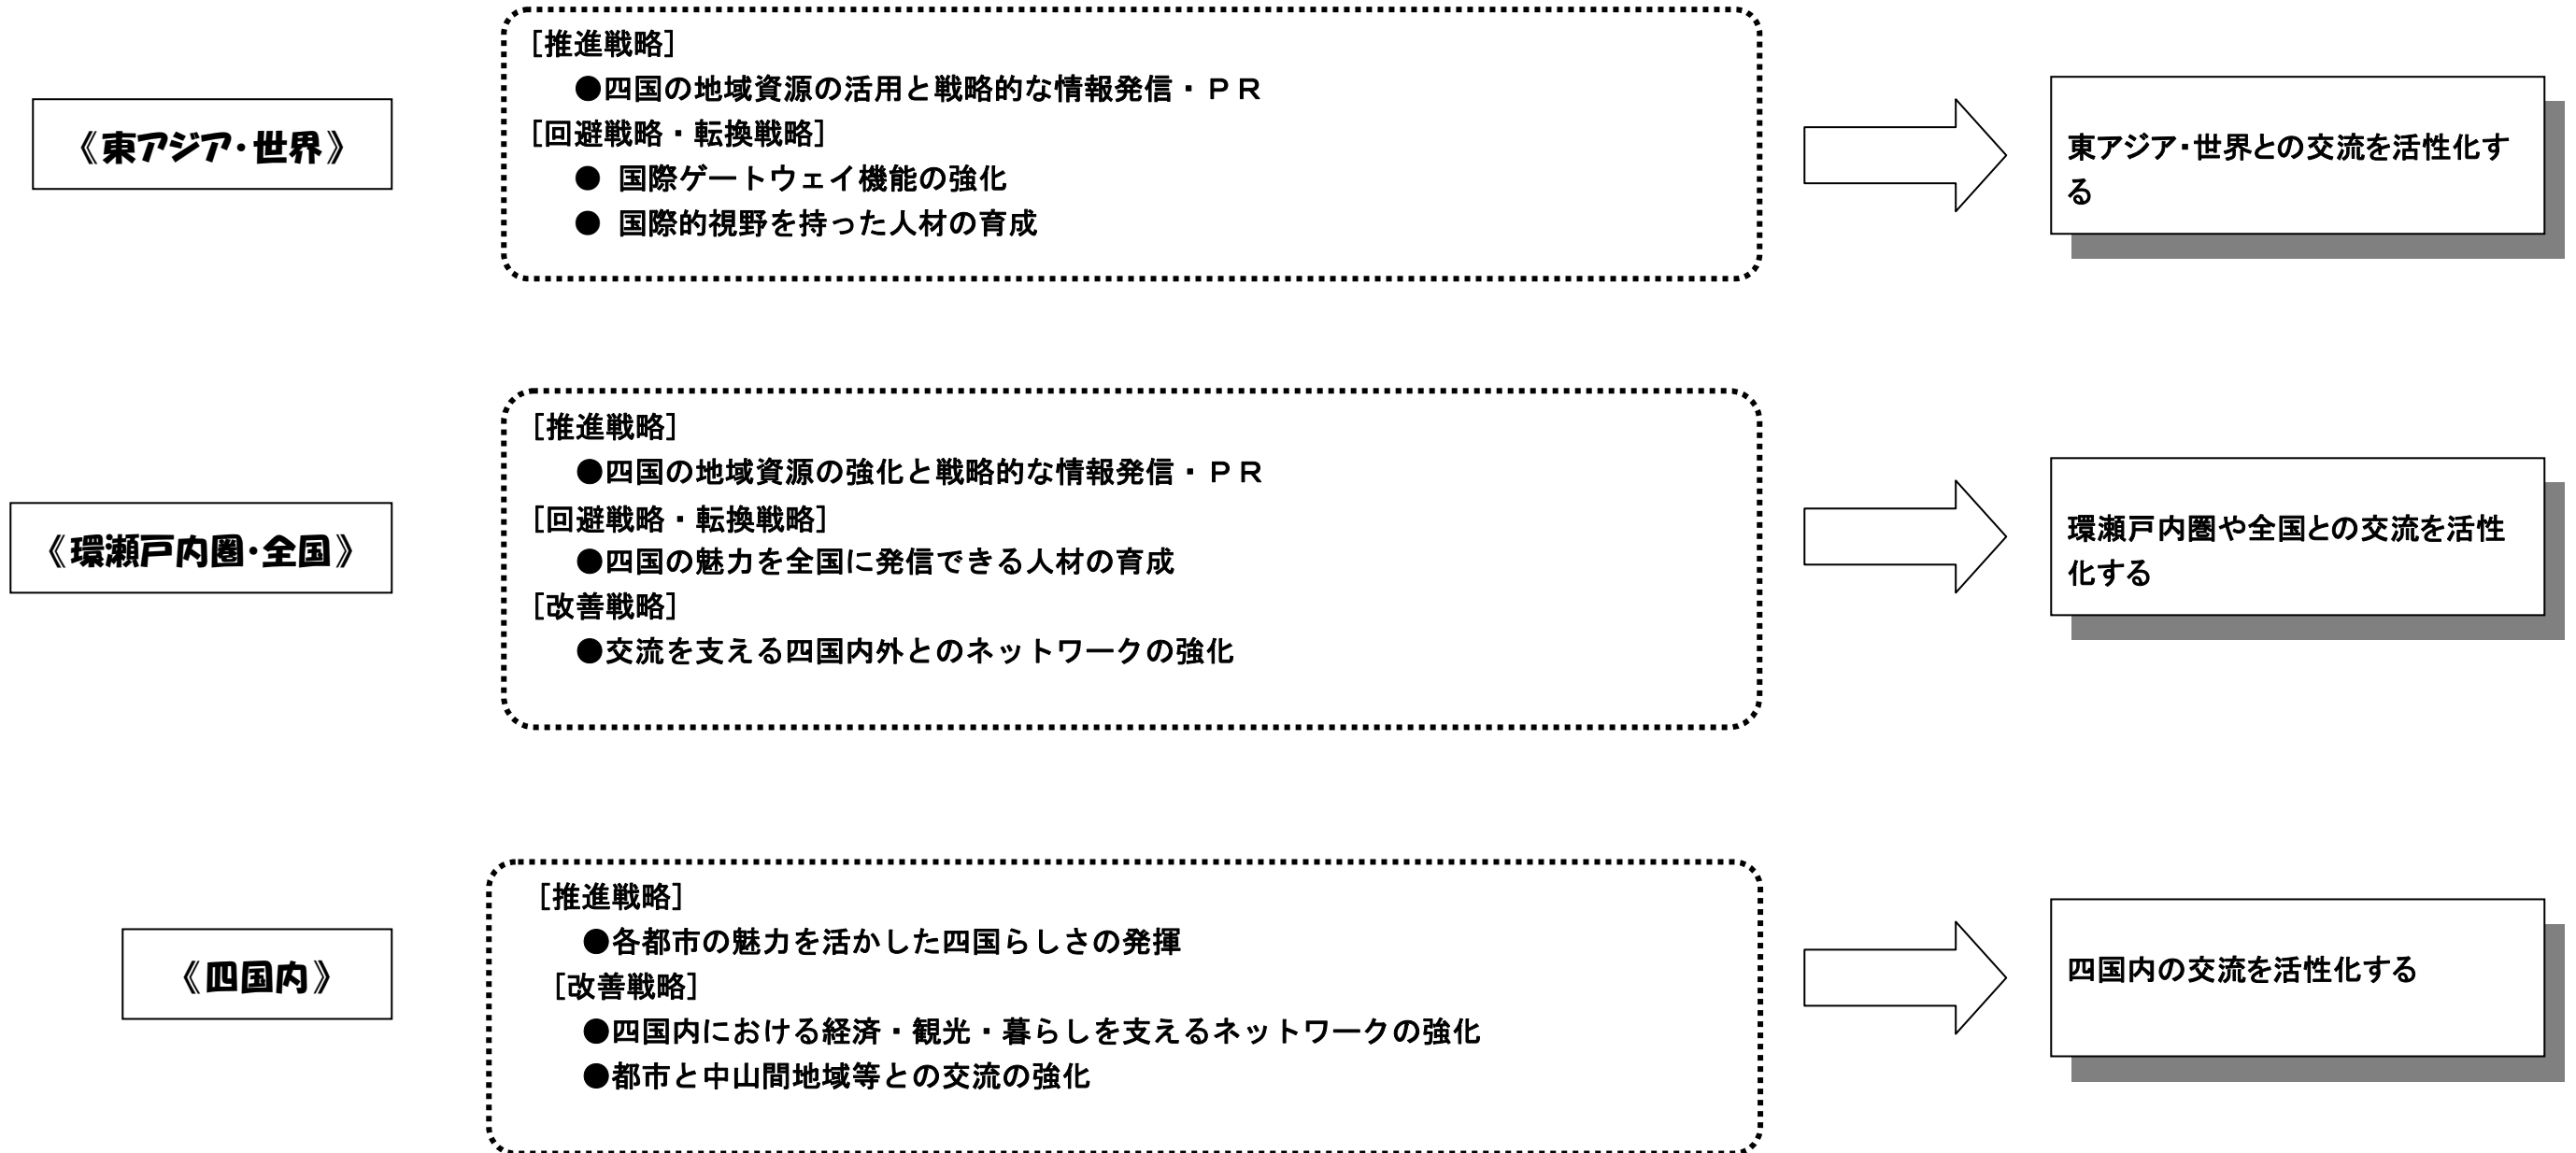 《東アジア・世界》
［推進戦略］
●四国の地域資源の活用と戦略的な情報発信・ＰＲ
［回避戦略・転換戦略］
● 国際ゲートウェイ機能の強化
● 国際的視野を持った人材の育成
東アジア・世界との交流を活性化す
る
《環瀬戸内圏・全国》
［推進戦略］
●四国の地域資源の強化と戦略的な情報発信・ＰＲ
［回避戦略・転換戦略］
●四国の魅力を全国に発信できる人材の育成
［改善戦略］
●交流を支える四国内外とのネットワークの強化
環瀬戸内圏や全国との交流を活性
化する
《四国内》
［推進戦略］
●各都市の魅力を活かした四国らしさの発揮
［改善戦略］
●四国内における経済・観光・暮らしを支えるネットワークの強化
●都市と中山間地域等との交流の強化
四国内の交流を活性化する